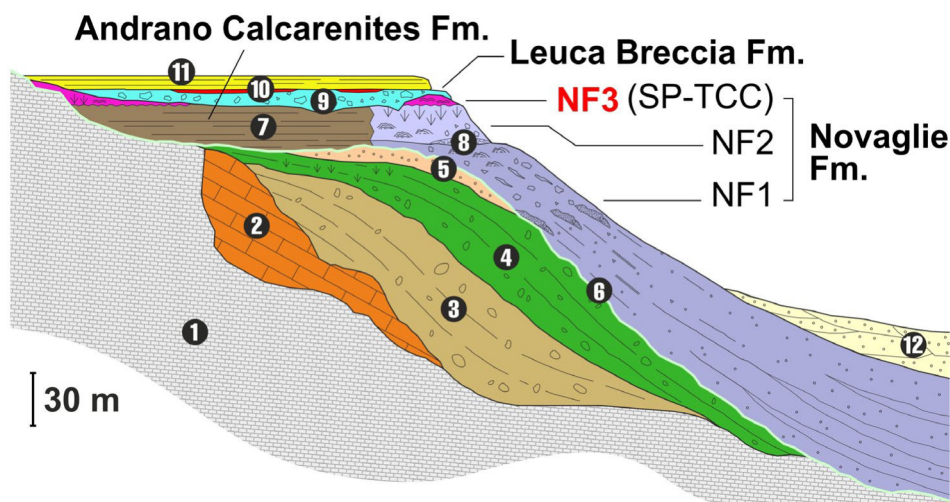 Andrano Calcarenites Fm.
Leuca Breccia Fm.
NF3 (SP-TCC)
NF2
NF1
Novaglie
Fm.
11
10
9
7
8
5
2
4
6
3
1
12
30 m